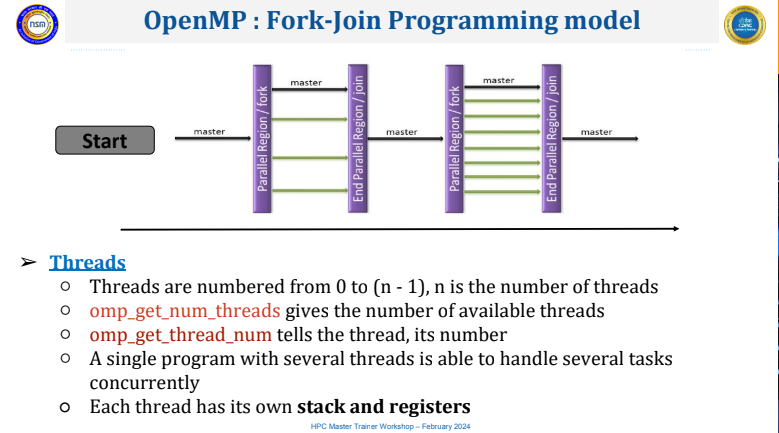 OpenMP : Fork-Join Programming model
nsm
CDAC
Start
master
Parallel Region / fork
master
End Parallel Region / join
master
Parallel Region / fork
master
End Parallel Region / join
master
➢ Threads
○ Threads are numbered from 0 to (n - 1), n is the number of threads
○ omp_get_num_threads gives the number of available threads
○ omp_get_thread_num tells the thread, its number
○ A single program with several threads is able to handle several tasks
concurrently
○ Each thread has its own stack and registers
HPC Master Trainer Workshop – February 2024